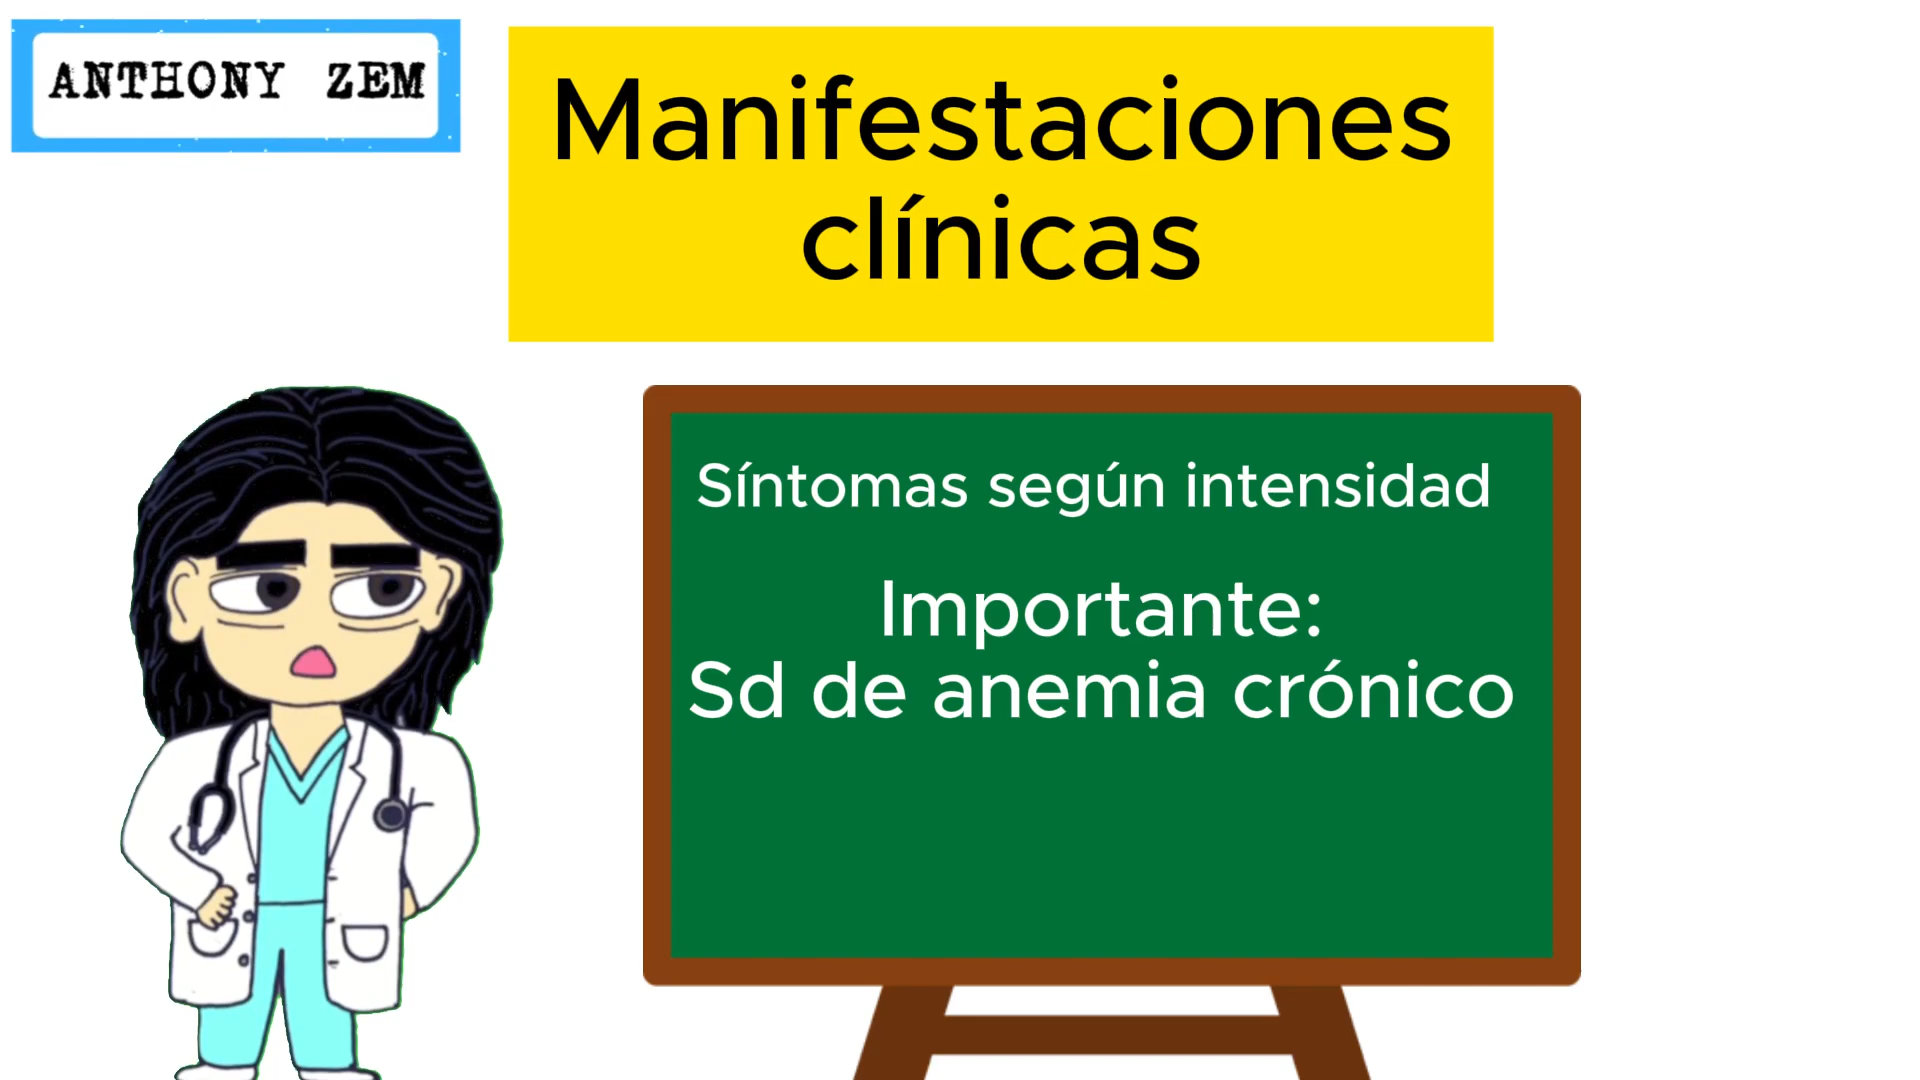 ANTHONY ZEM
Manifestaciones
clínicas
Síntomas según intensidad
Importante:
Sd de anemia crónico